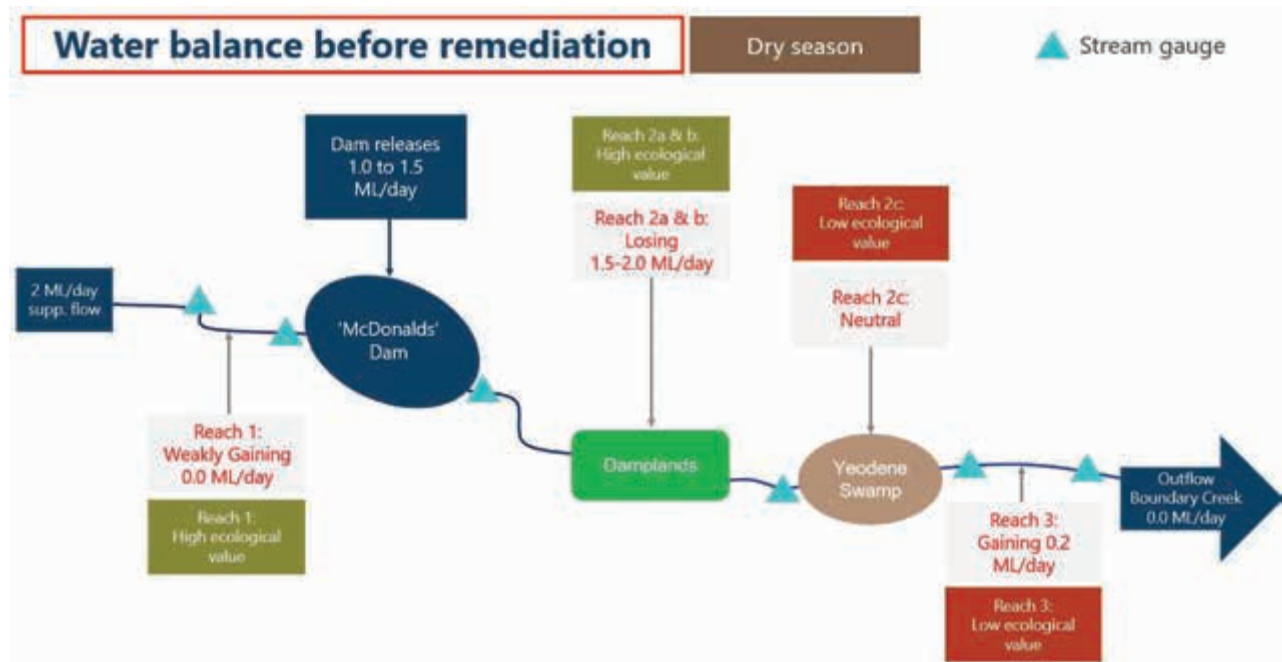 Water balance before remediation
Dry season
Stream gauge
Dam releases
1.0 to 1.5
ML/day
Reach 2a & b:
High ecological
value
Reach 2a & b:
Losing
1.5-2.0 ML/day
Reach 2c:
Low ecological
value
Reach 2c:
Neutral
2 ML/day
supp. flow
'McDonalds'
Dam
Reach 1:
Weakly Gaining
0.0 ML/day
Reach 1:
High ecological
value
Damplands
Yeodene
Swamp
Reach 3:
Gaining 0.2
ML/day
Reach 3:
Low ecological
value
Outflow
Boundary Creek
0.0 ML/day